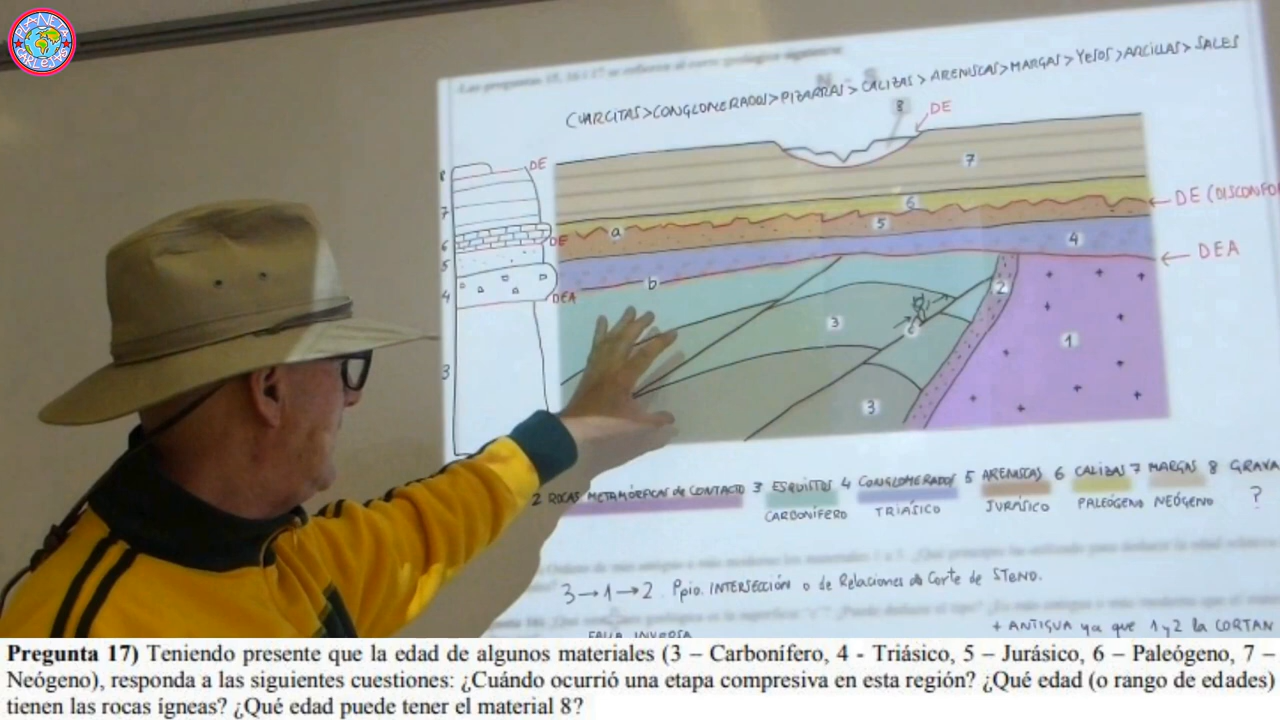 PLANETA
CARLESAS
CUARCITAS>CONGLOMERADOS>PIZARRAS>CALIZAS>ARENISCAS>MARGAS>YESOS>ARCILLAS>SALES
8
DE
8
DE
7
7
6
DE
a
6
5
DE (DISCONFO
5
4
DEA
4
DEA
b
2
3
1
3
3
2 ROCAS METAMÓRFICAS de CONTACTO 3 ESQUISTOS 4 CONGLOMERADOS 5 ARENISCAS 6 CALIZAS 7 MARGAS 8 GRAVA
CARBONÍFERO TRIÁSICO JURÁSICO PALEÓGENO NEÓGENO ?
3→1→2 Ppio. INTERSECCIÓN o de Relaciones de Corte de STENO.
FALLA INVERSA
+ ANTIGUA ya que 1 y 2 la CORTAN
Pregunta 17) Teniendo presente que la edad de algunos materiales (3 – Carbonífero, 4 - Triásico, 5 – Jurásico, 6 – Paleógeno, 7 –
Neógeno), responda a las siguientes cuestiones: ¿Cuándo ocurrió una etapa compresiva en esta región? ¿Qué edad (o rango de edades)
tienen las rocas ígneas? ¿Qué edad puede tener el material 8?